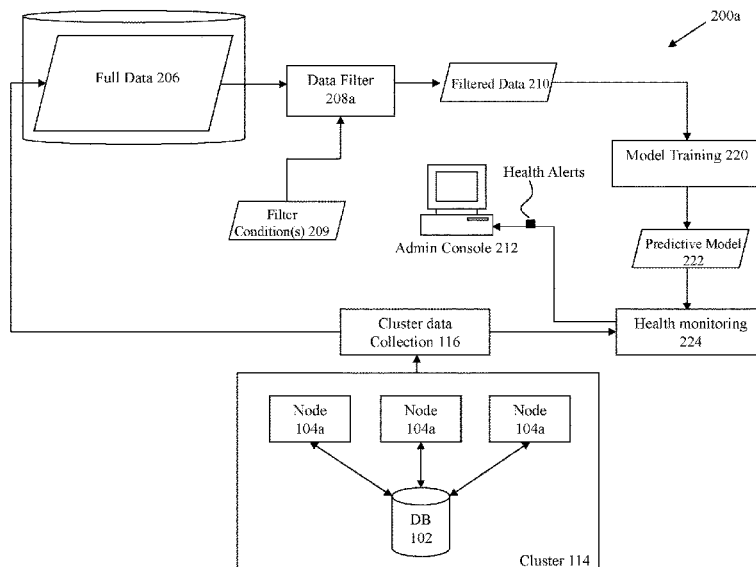 200a
Full Data 206
Data Filter
208a
Filtered Data 210
Model Training 220
Health Alerts
Filter
Condition(s) 209
Admin Console 212
Predictive Model
222
Cluster data
Collection 116
Health monitoring
224
Node
104a
Node
104a
Node
104a
DB
102
Cluster 114